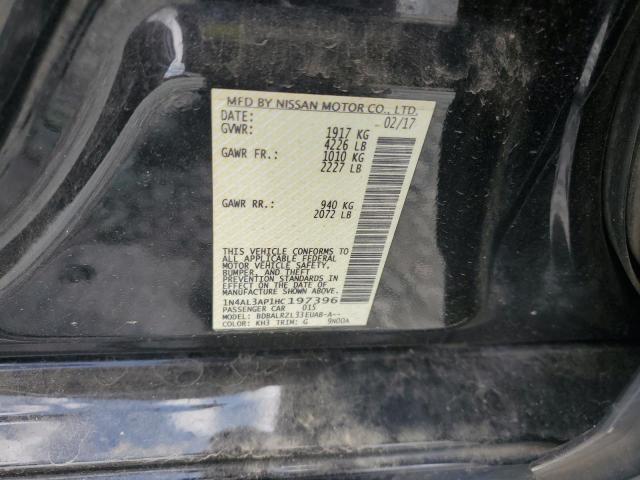 MFD BY NISSAN MOTOR CO., LTD.
DATE: 02/17
GVWR: 1917 KG
4226 LB
GAWR FR.: 1010 KG
2227 LB
GAWR RR.: 940 KG
2072 LB
THIS VEHICLE CONFORMS TO
ALL APPLICABLE FEDERAL
MOTOR VEHICLE SAFETY,
BUMPER, AND THEFT
PREVENTION STANDARDS IN
EFFECT ON THE DATE OF
MANUFACTURE SHOWN ABOVE.
1N4AL3AP1HC197396
PASSENGER CAR 015
MODEL: BDBALRZL33EUAB-A--
COLOR: KH3 TRIM: G 9N00A